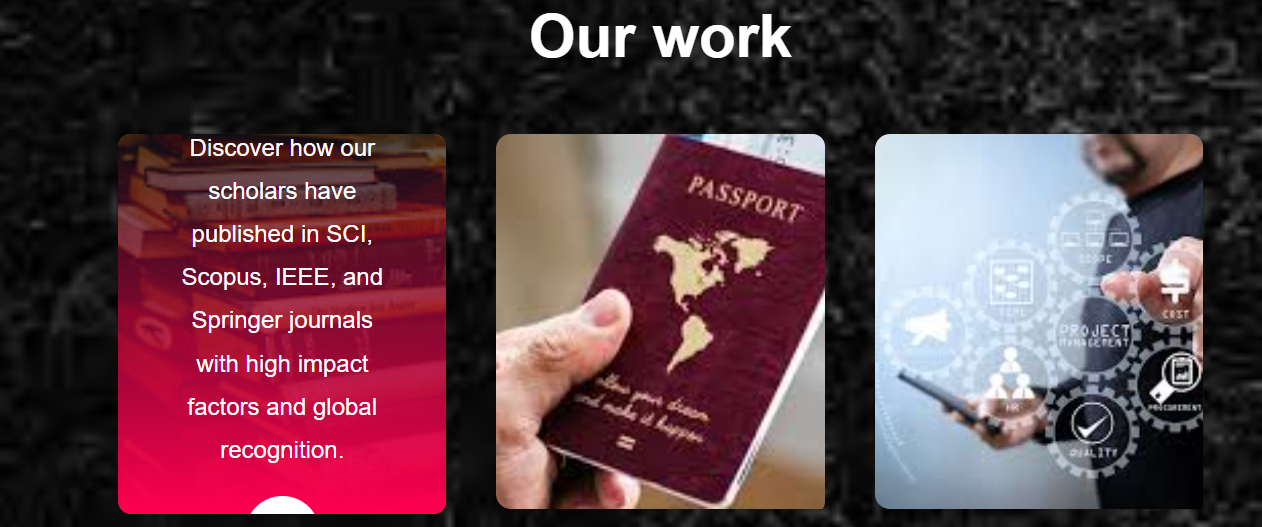 Our work
Discover how our
scholars have
published in SCI,
Scopus, IEEE, and
Springer journals
with high impact
factors and global
recognition.
PASSPORT
follow your dream
and make it happen
SCOPE
TIME
COST
PROJECT
MANAGEMENT
HR
PROCUREMENT
QUALITY